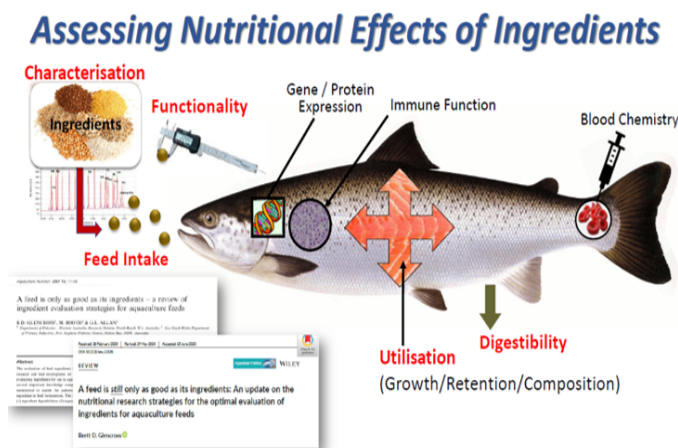 Assessing Nutritional Effects of Ingredients
Characterisation
Ingredients
Functionality
Gene / Protein
Expression
Immune Function
Blood Chemistry
Feed Intake
A feed is only as good as its ingredients – a review of
ingredient evaluation strategies for aquaculture feeds
REVIEW
WILEY
A feed is still only as good as its ingredients: An update on the
nutritional research strategies for the optimal evaluation of
ingredients for aquaculture feeds
Brett D. Glencross
Utilisation
(Growth/Retention/Composition)
Digestibility